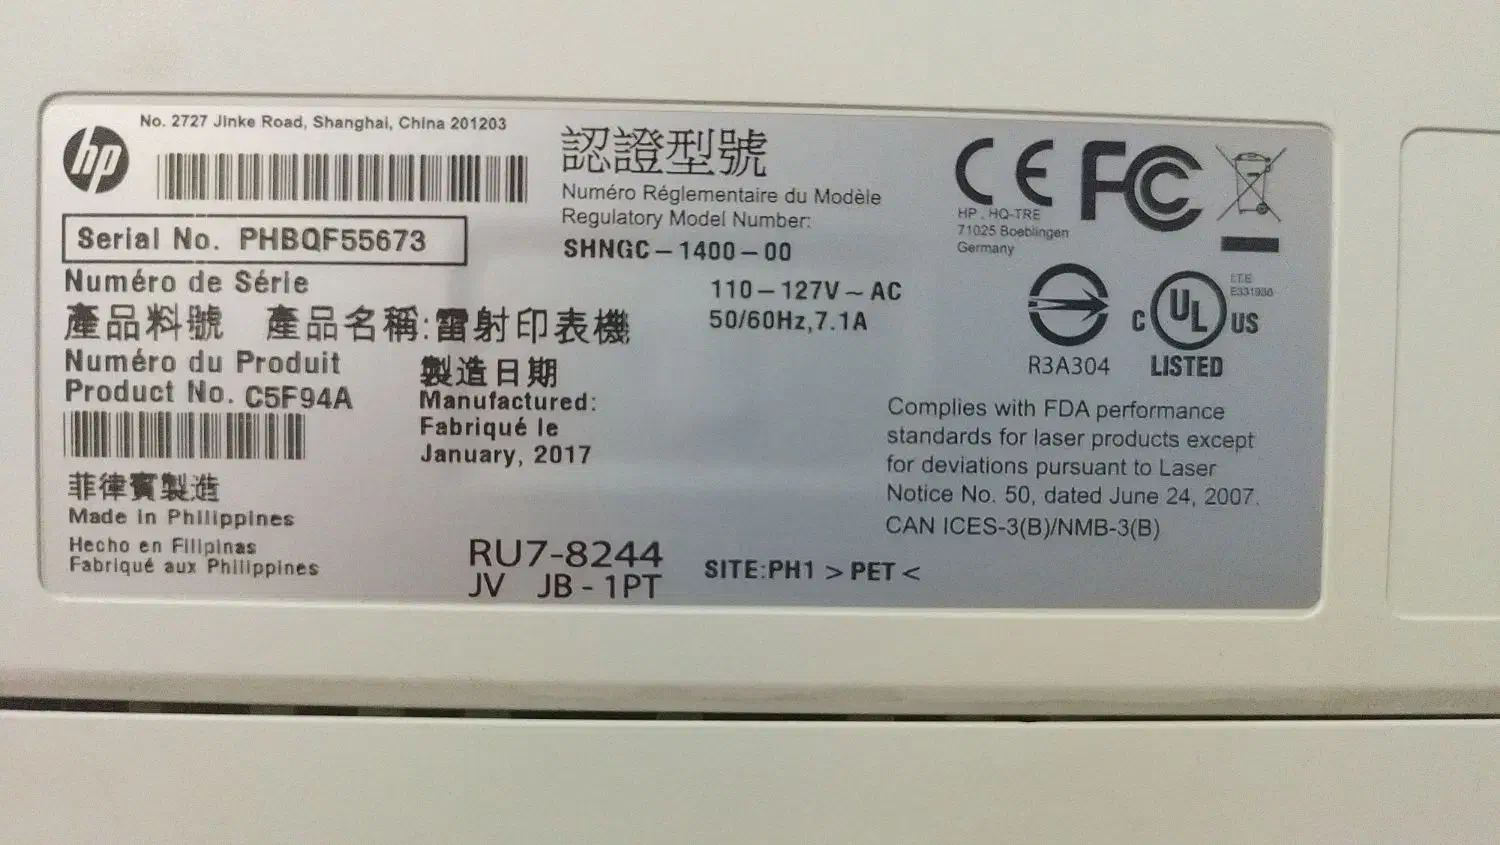 No. 2727 Jinke Road, Shanghai, China 201203
hp
Serial No. PHBQF55673
Numéro de Série
產品料號 產品名稱:雷射印表機
Numéro du Produit
Product No. C5F94A
製造日期
Manufactured:
Fabriqué le
January, 2017
菲律賓製造
Made in Philippines
Hecho en Filipinas
Fabriqué aux Philippines
RU7-8244
JV JB - 1PT
SITE:PH1 > PET <
認證型號
Numéro Réglementaire du Modèle
Regulatory Model Number:
SHNGC – 1400 – 00
110 – 127V ~ AC
50/60Hz, 7.1A
CE FC
HP , HQ-TRE
71025 Boeblingen
Germany
R3A304
C UL US
LISTED
I.T.E.
E331930
Complies with FDA performance
standards for laser products except
for deviations pursuant to Laser
Notice No. 50, dated June 24, 2007.
CAN ICES-3(B)/NMB-3(B)